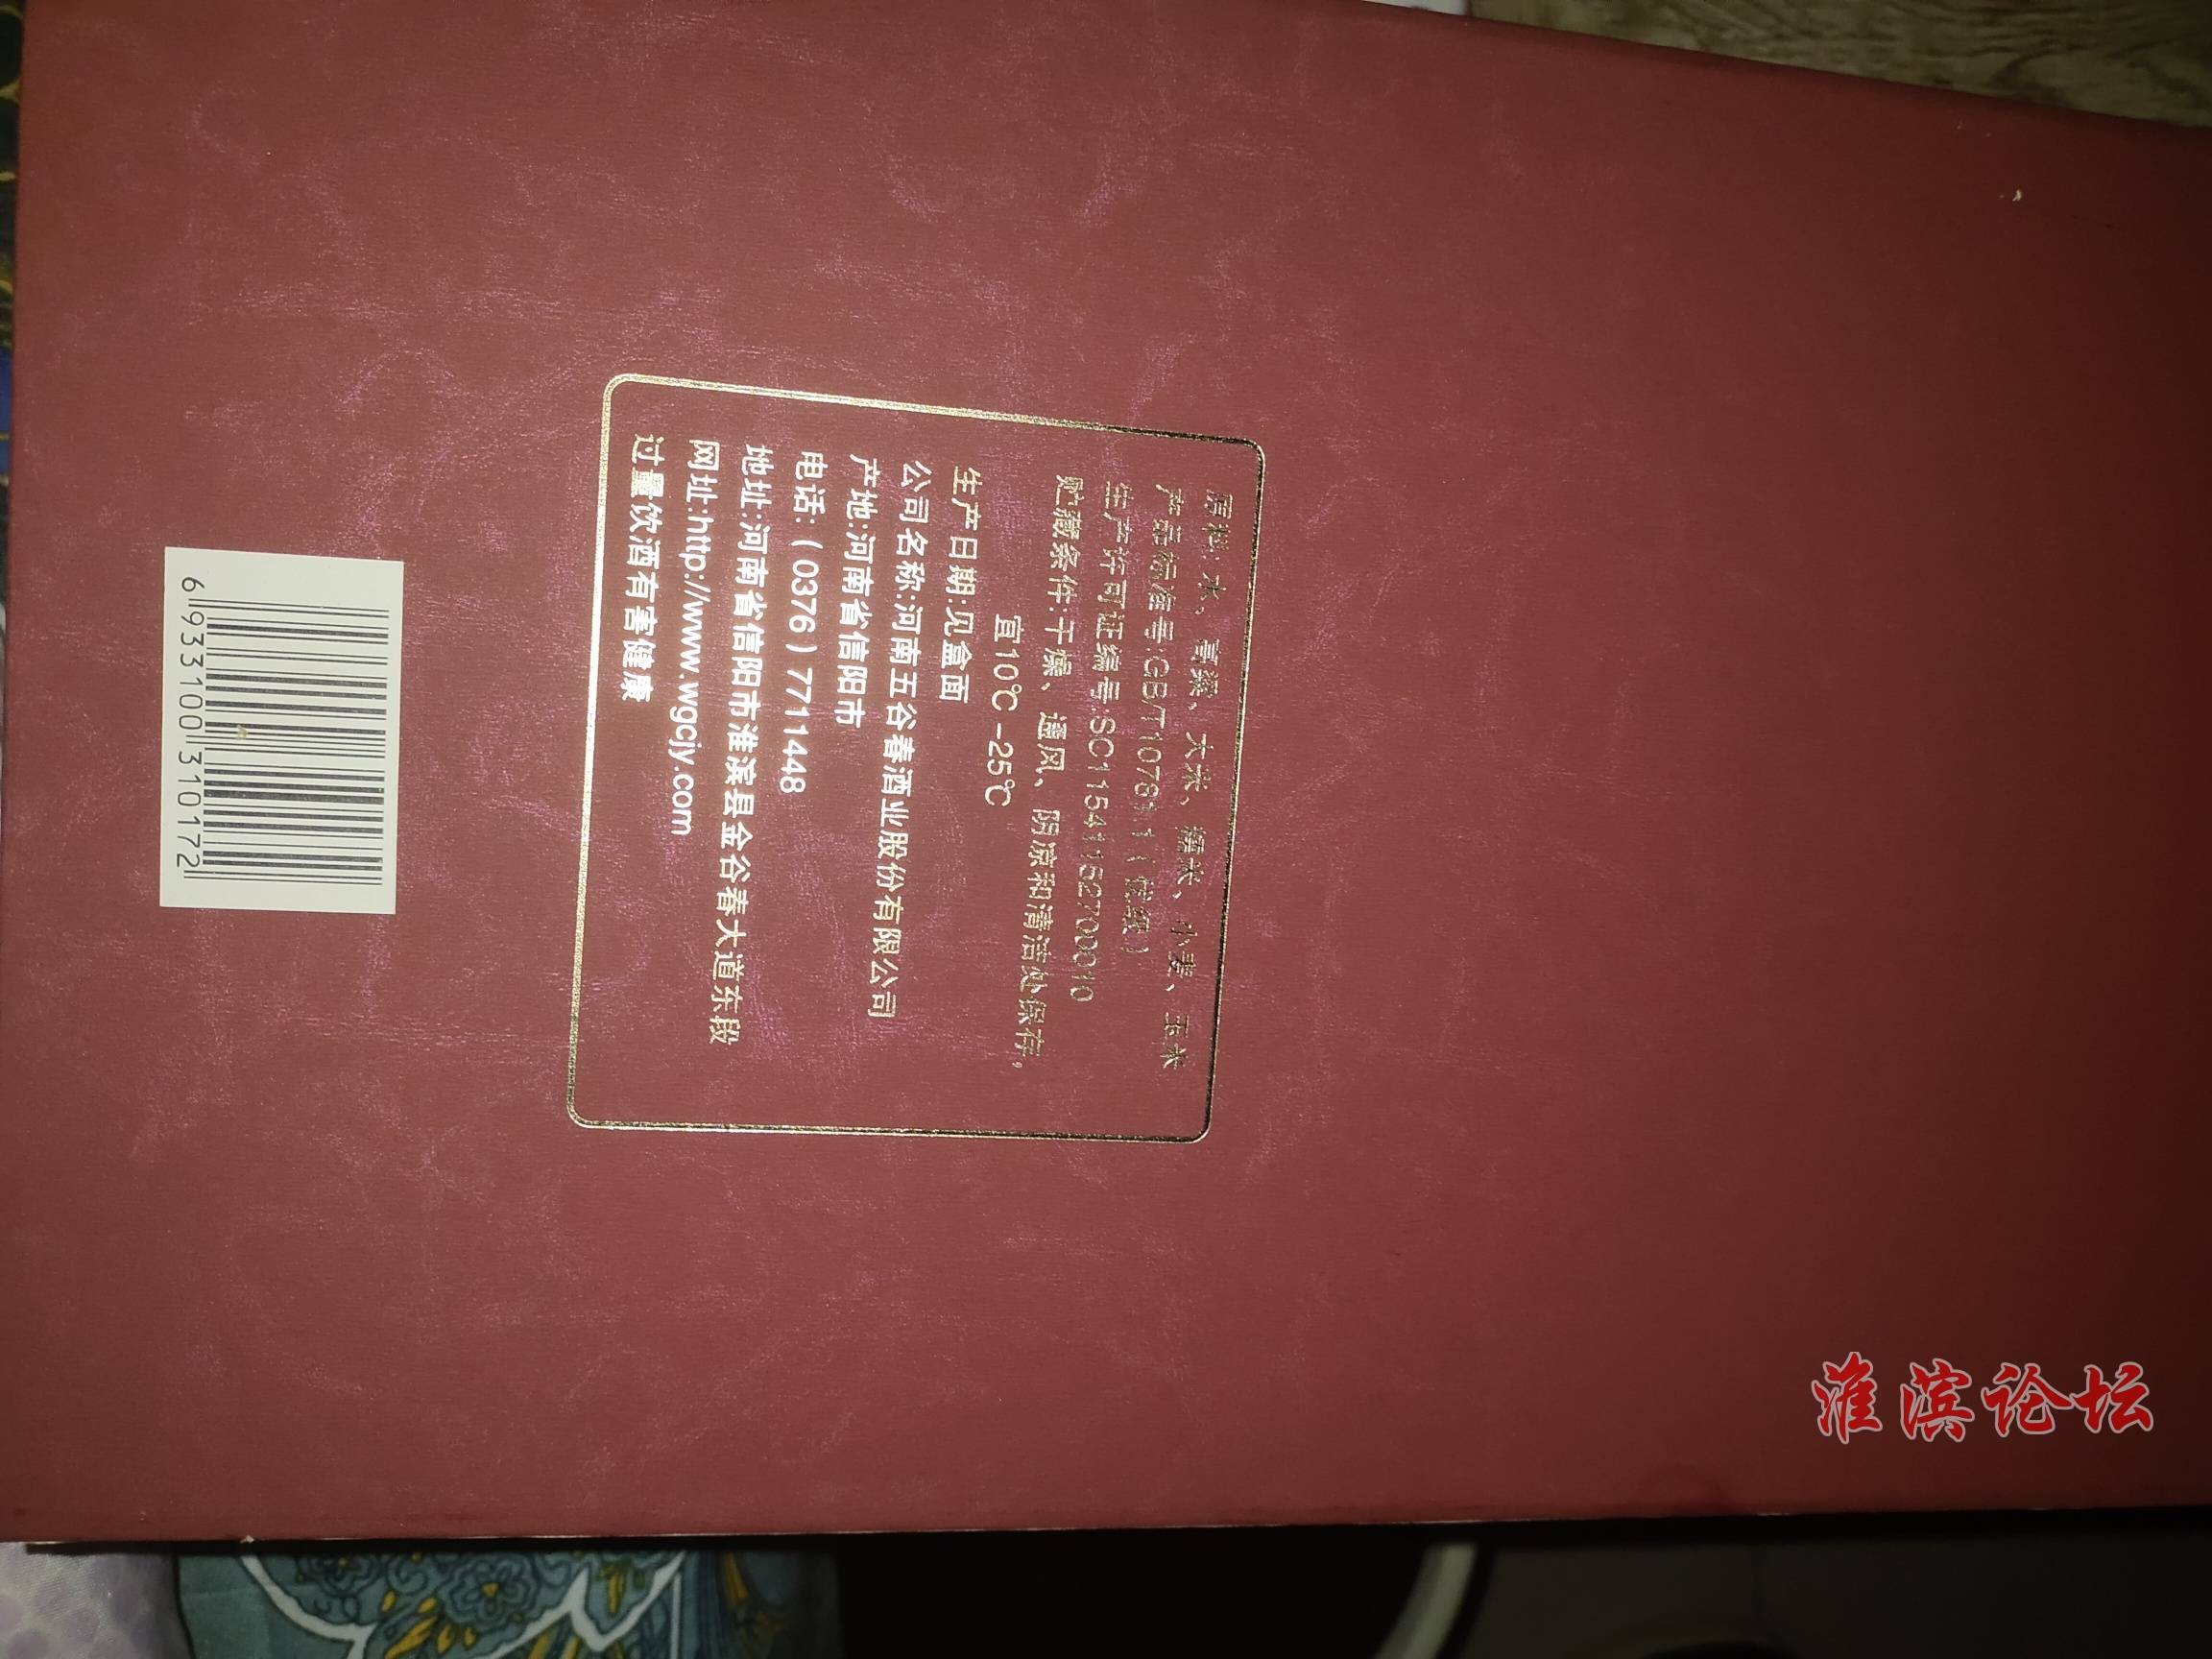 原料:水、高粱、大米、糯米、小麦、玉米
产品标准号:GB/T10781.1(优级)
生产许可证编号:SC11541152700010
贮藏条件:干燥、通风、阴凉和清洁处保存,
宜10℃-25℃
生产日期:见盒面
公司名称:河南五谷春酒业股份有限公司
产地:河南省信阳市
电话:(0376)7711448
地址:河南省信阳市淮滨县金谷春大道东段
网址:http://www.wgcjy.com
过量饮酒有害健康
6933100310172
淮滨论坛